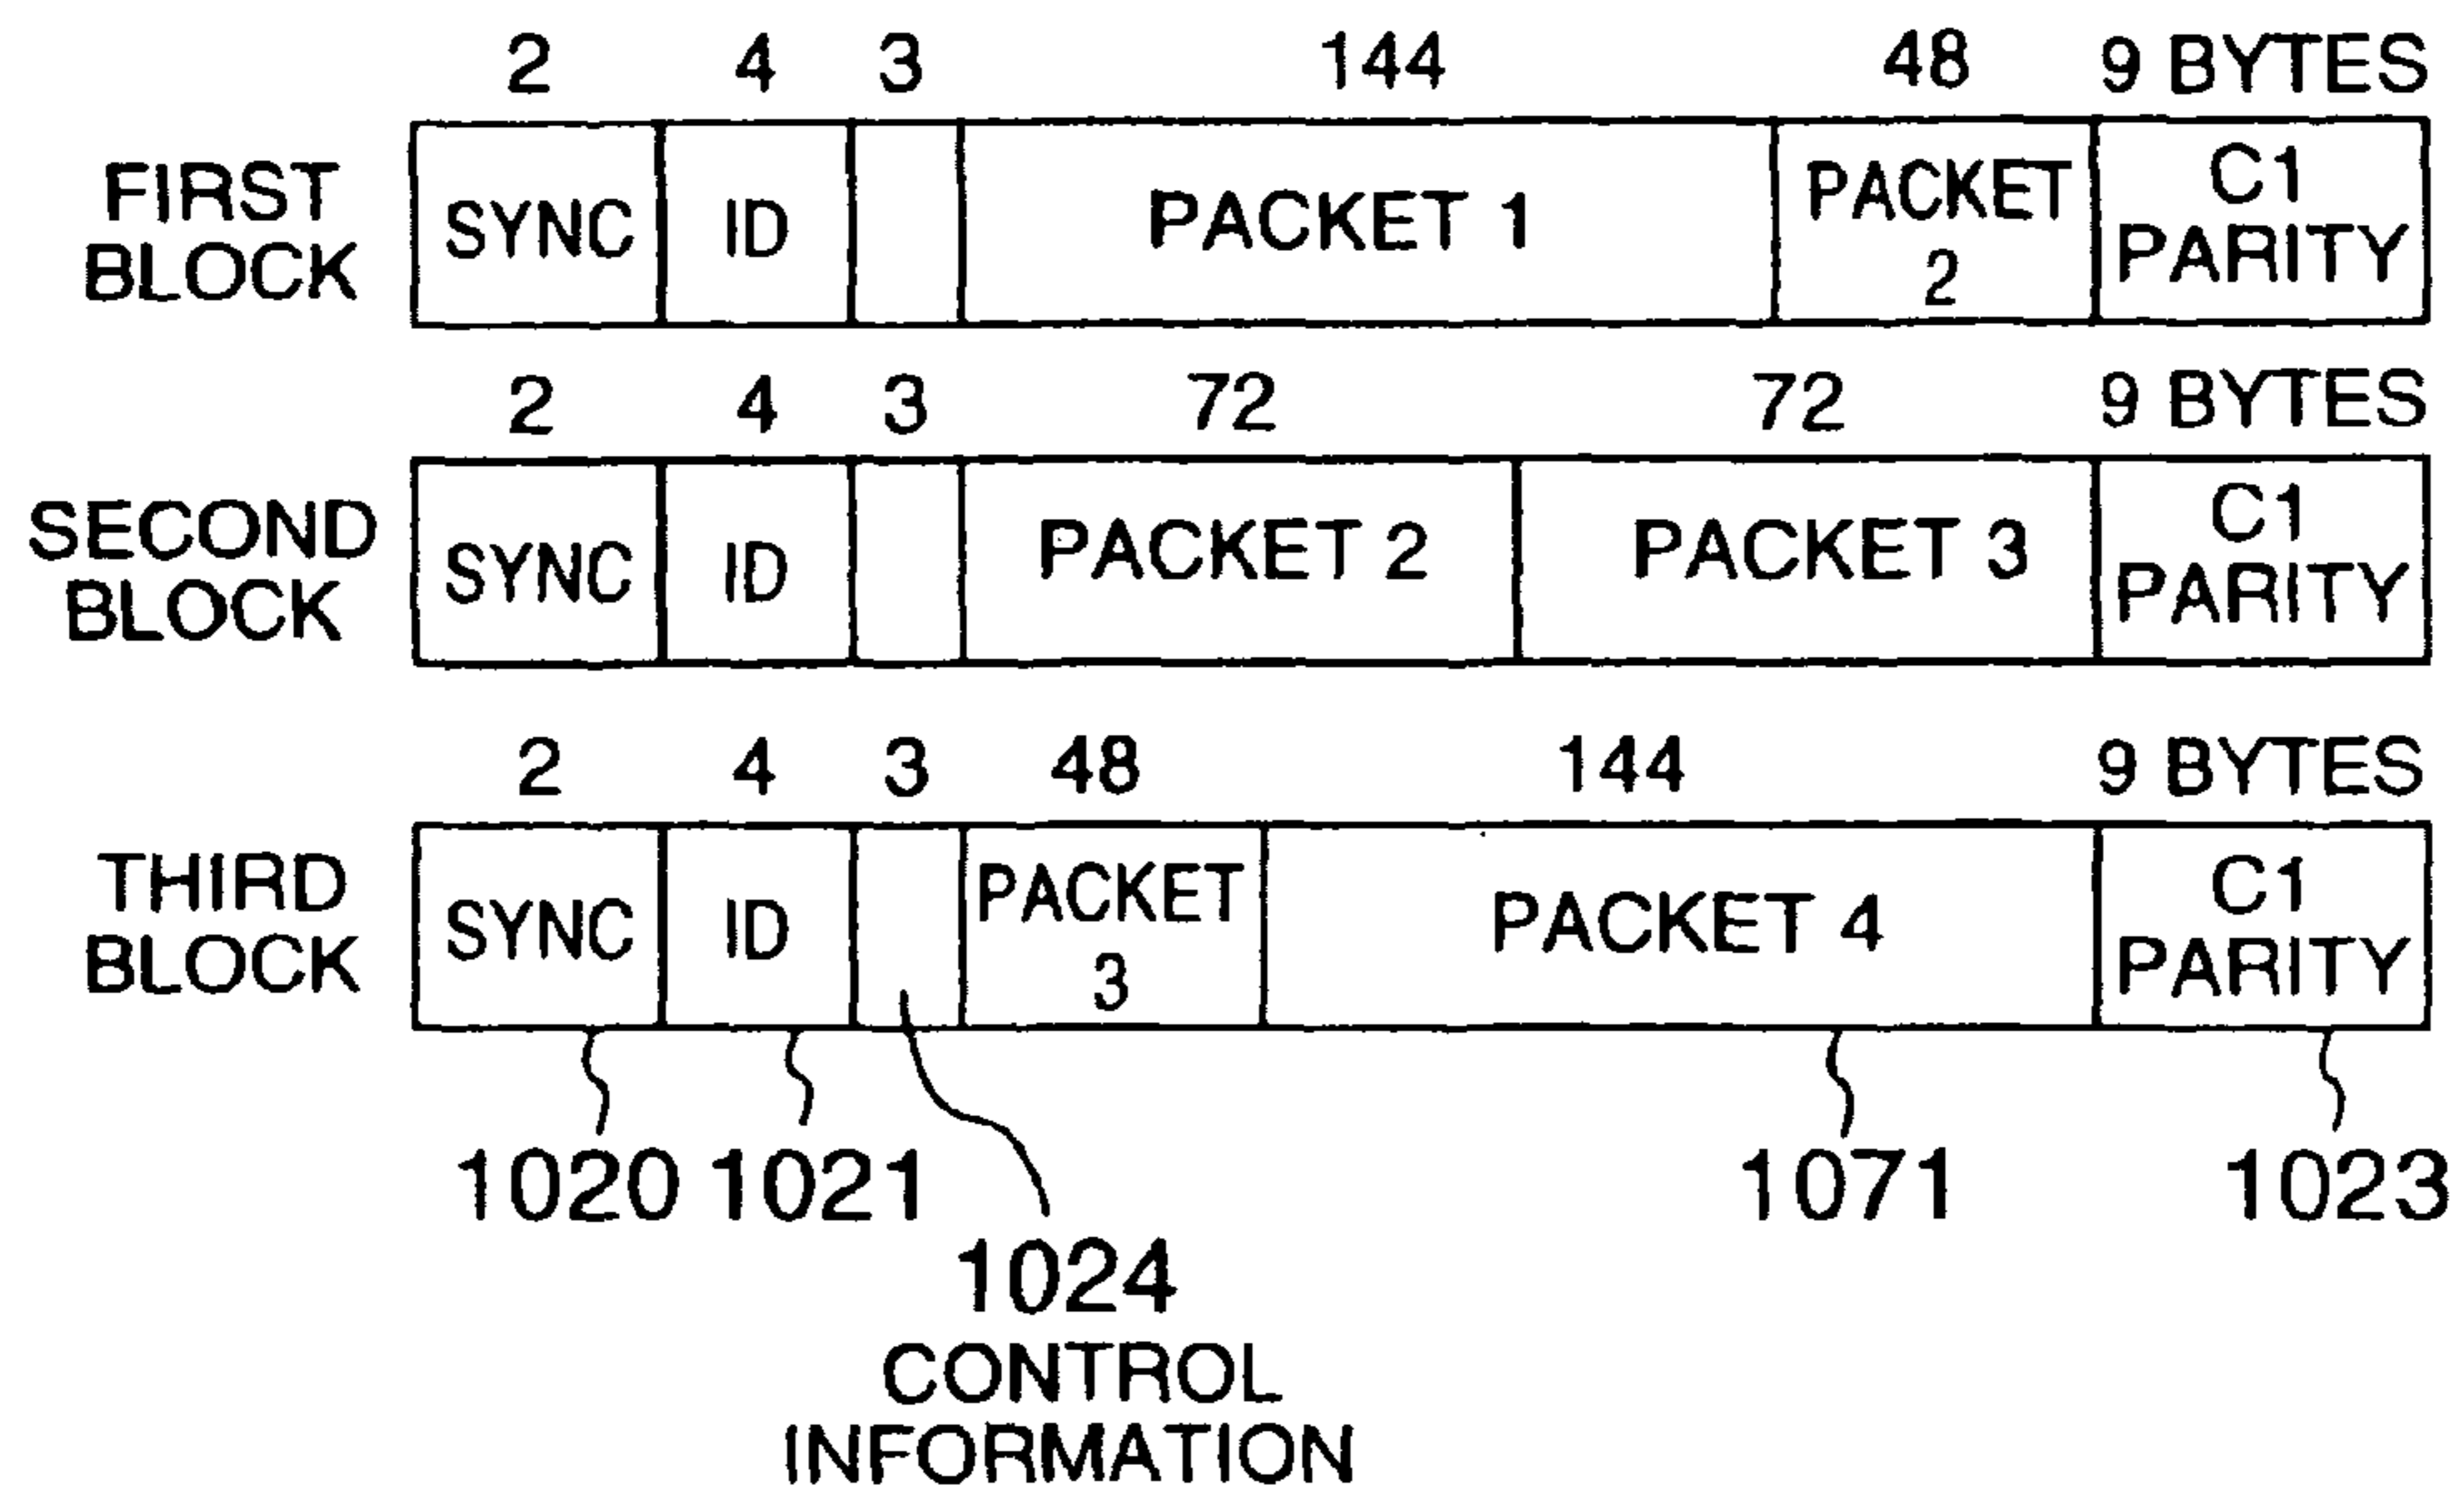 2 4 3 144 48 9 BYTES
FIRST BLOCK
SYNC ID PACKET 1 PACKET 2 C1 PARITY
2 4 3 72 72 9 BYTES
SECOND BLOCK
SYNC ID PACKET 2 PACKET 3 C1 PARITY
2 4 3 48 144 9 BYTES
THIRD BLOCK
SYNC ID PACKET 3 PACKET 4 C1 PARITY
1020 1021 1071 1023
1024
CONTROL
INFORMATION